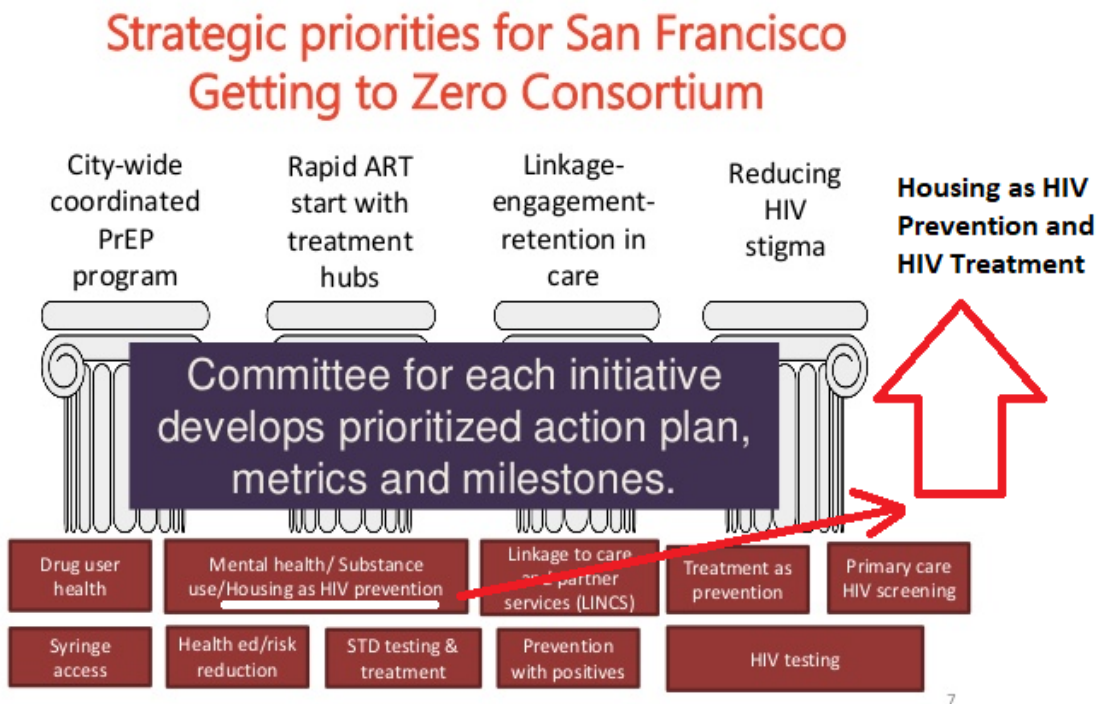 Strategic priorities for San Francisco
Getting to Zero Consortium
City-wide
coordinated
PrEP
program
Rapid ART
start with
treatment
hubs
Linkage-
engagement-
retention in
care
Reducing
HIV
stigma
Housing as HIV
Prevention and
HIV Treatment
Committee for each initiative
develops prioritized action plan,
metrics and milestones.
Drug user
health
Mental health/ Substance
use/Housing as HIV prevention
Linkage to care
and partner
services (LINCS)
Treatment as
prevention
Primary care
HIV screening
Syringe
access
Health ed/risk
reduction
STD testing &
treatment
Prevention
with positives
HIV testing
7